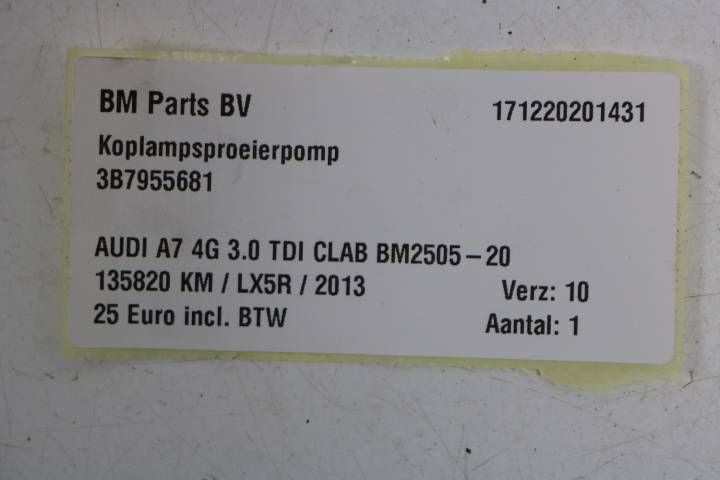 BM Parts BV 171220201431
Koplampsproeierpomp
3B7955681
AUDI A7 4G 3.0 TDI CLAB BM2505-20
135820 KM / LX5R / 2013 Verz: 10
25 Euro incl. BTW Aantal: 1